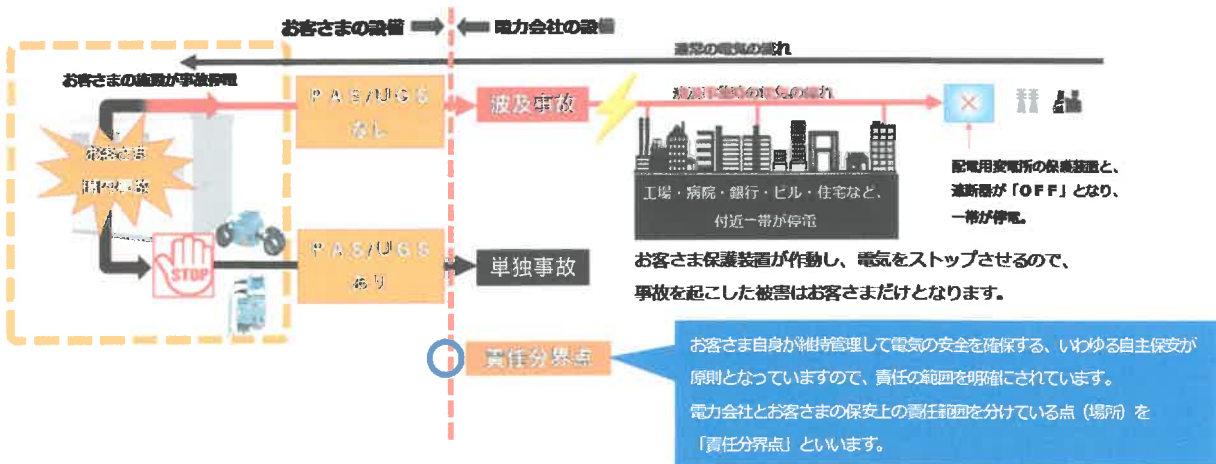 お客さまの設備
電力会社の設備
通常の電気の流れ
お客さまの施設が事故停電
PAS/UGS
なし
波及事故
お客さま
構内事故
工場・病院・銀行・ビル・住宅など、
付近一帯が停電
配電用変電所の保護装置と、
遮断器が「OFF」となり、
一帯が停電。
STOP
PAS/UGS
あり
単独事故
お客さま保護装置が作動し、電気をストップさせるので、
事故を起こした被害はお客さまだけとなります。
責任分界点
お客さま自身が維持管理して電気の安全を確保する、いわゆる自主保安が
原則となっていますので、責任の範囲を明確にされています。
電力会社とお客さまの保安上の責任範囲を分けている点（場所）を
「責任分界点」といいます。